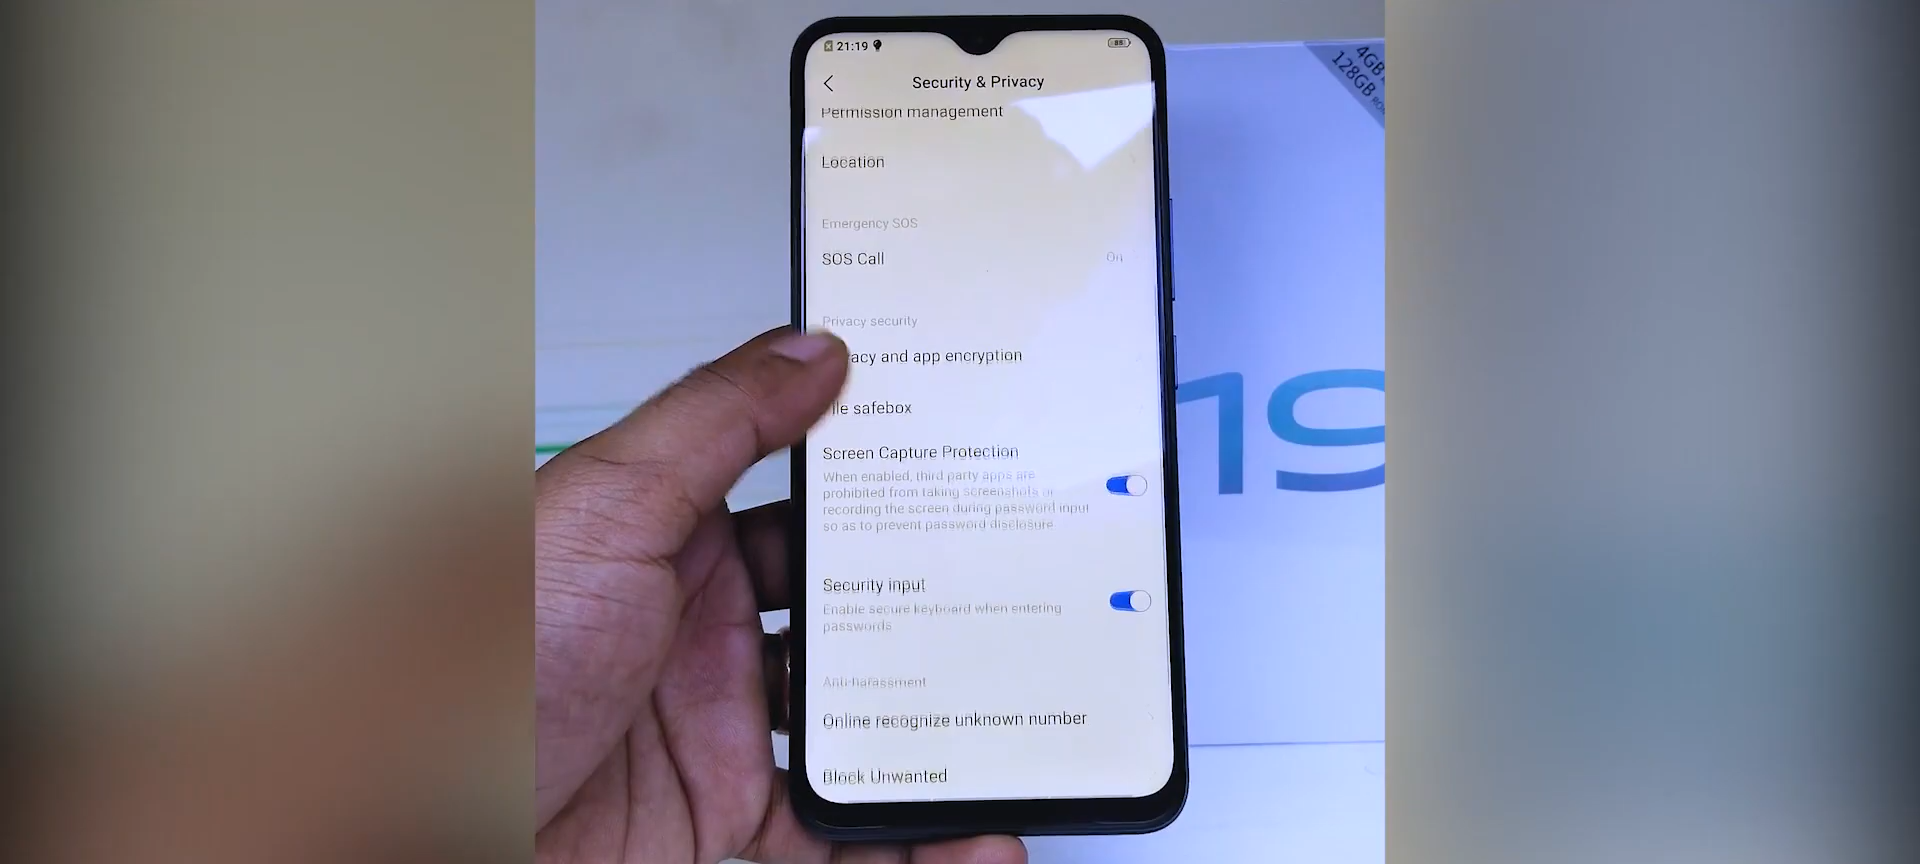 21:19
85
Security & Privacy
Permission management
Location
Emergency SOS
SOS Call
On
Privacy security
acy and app encryption
ile safebox
Screen Capture Protection
When enabled, third party apps are
prohibited from taking screenshots or
recording the screen during password input
so as to prevent password disclosure
Security input
Enable secure keyboard when entering
passwords
Anti-harassment
Online recognize unknown number
Block Unwanted
4GB
128GB ROM
19